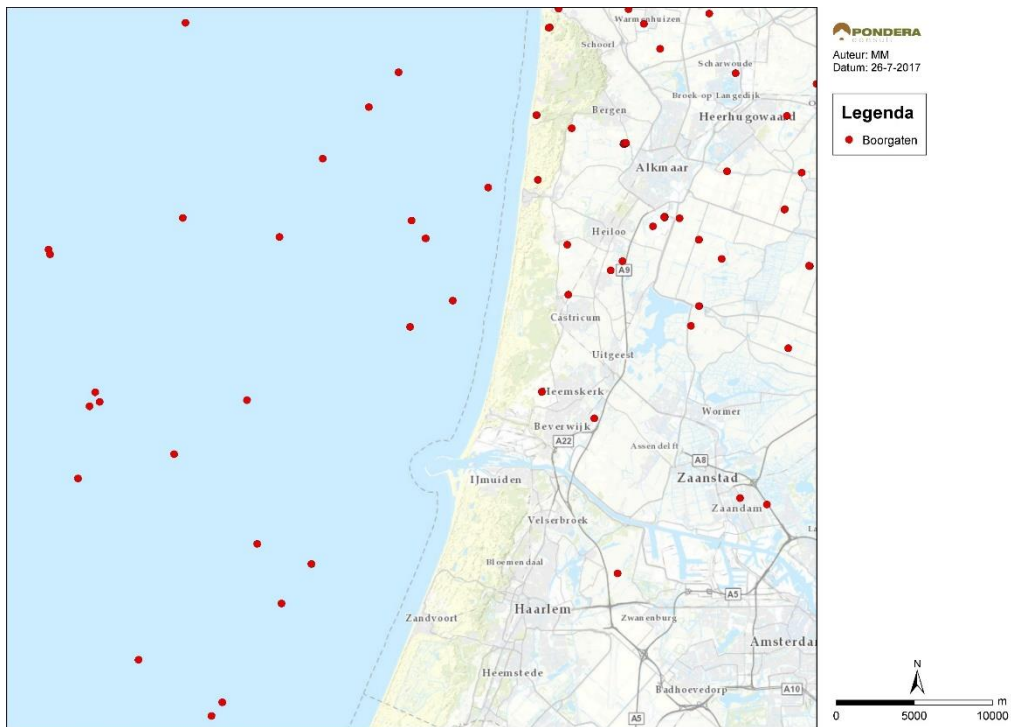 Warmenhuizen
Schoorl
Scharwoude
Broek op Langedijk
Bergen
Heerhugowaard
Alkmaar
Heiloo
A9
Castricum
Uitgeest
Heemskerk
Wormer
Beverwijk
A22
Assendelft
A8
IJmuiden
Zaanstad
Zaandam
Velserbroek
Bloemendaal
A5
Haarlem
Zandvoort
Zwanenburg
Amsterdam
Heemstede
Badhoevedorp
A10
A5
PONDERA
consult
Auteur: MM
Datum: 26-7-2017
Legenda
Boorgaten
N
m
0 5000 10000